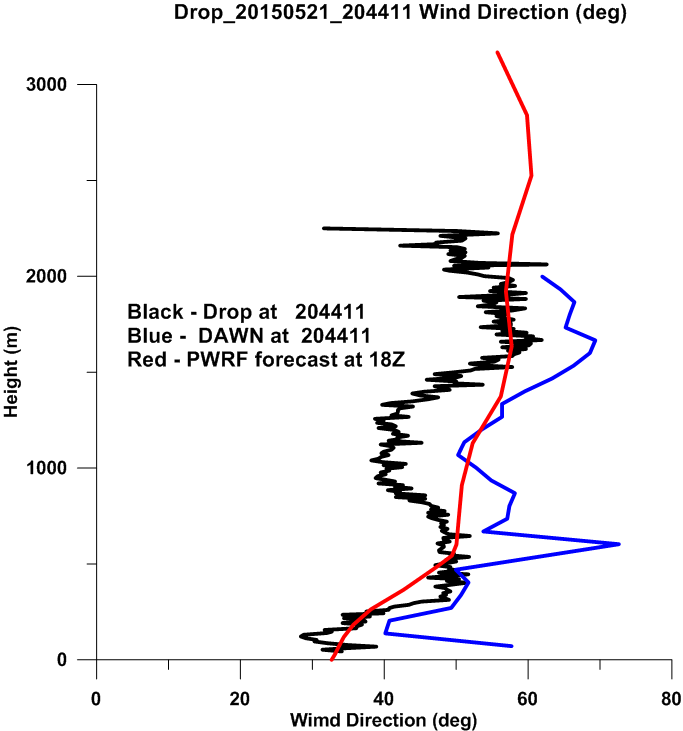 Drop_20150521_204411 Wind Direction (deg)
3000
2000
1000
0
Height (m)
Black - Drop at 204411
Blue - DAWN at 204411
Red - PWRF forecast at 18Z
0 20 40 60 80
Wimd Direction (deg)